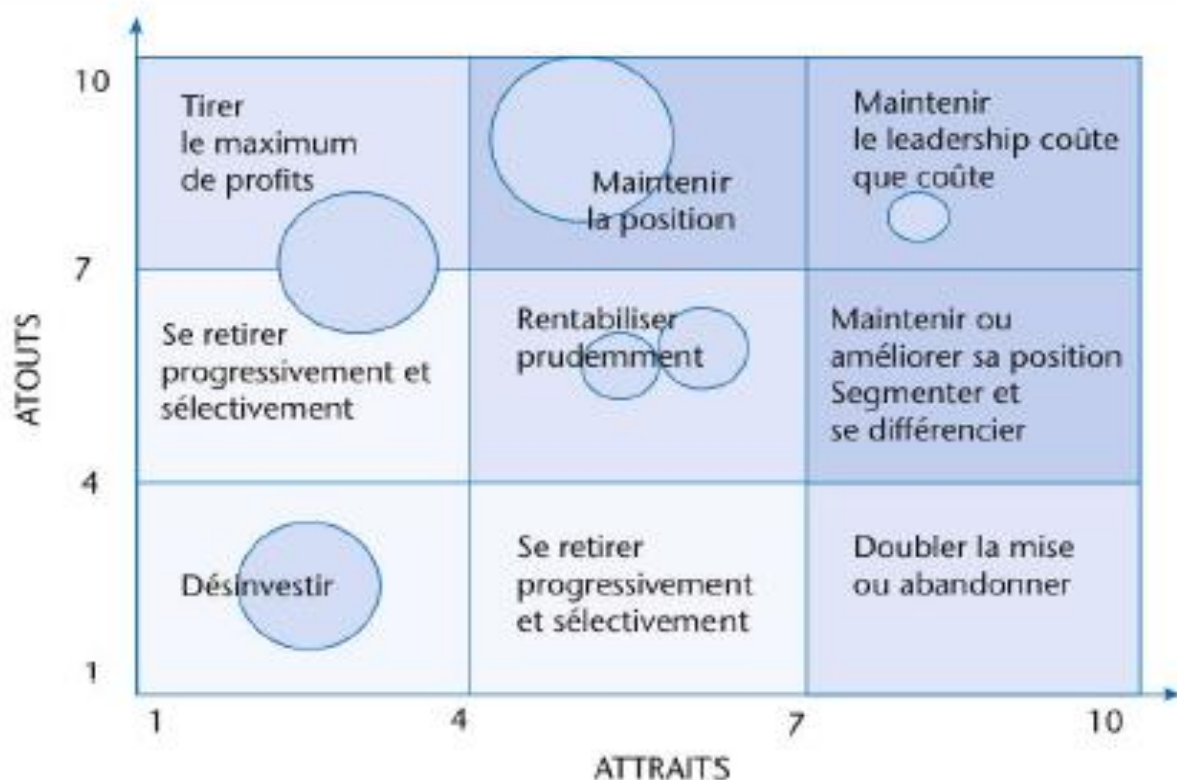 10
Tirer
le maximum
de profits
Maintenir
la position
Maintenir
le leadership coûte
que coûte
7
ATOUTS
Se retirer
progressivement et
sélectivement
Rentabiliser
prudemment
Maintenir ou
améliorer sa position
Segmenter et
se différencier
4
Désinvestir
Se retirer
progressivement
et sélectivement
Doubler la mise
ou abandonner
1
1 4 7 10
ATTRAITS